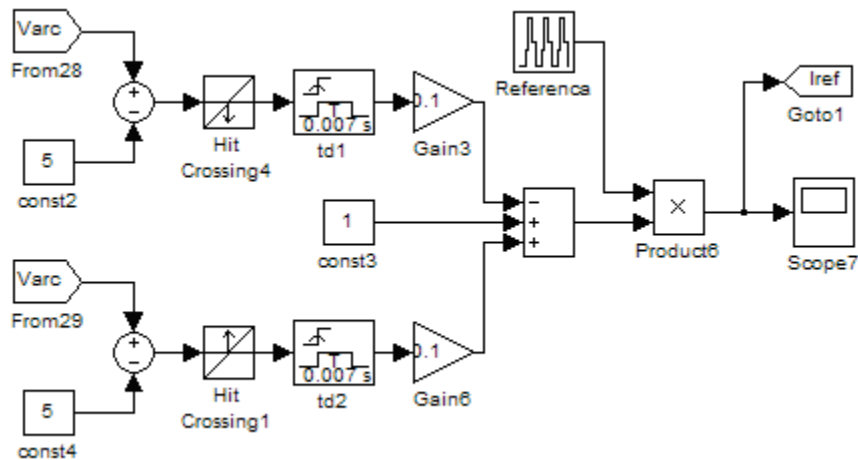 Varc
From28
5
const2
Hit
Crossing4
T
0.007 s
td1
0.1
Gain3
Referenca
Iref
Goto1
1
const3
Product6
Scope7
Varc
From29
5
const4
Hit
Crossing1
T
0.007 s
td2
0.1
Gain6